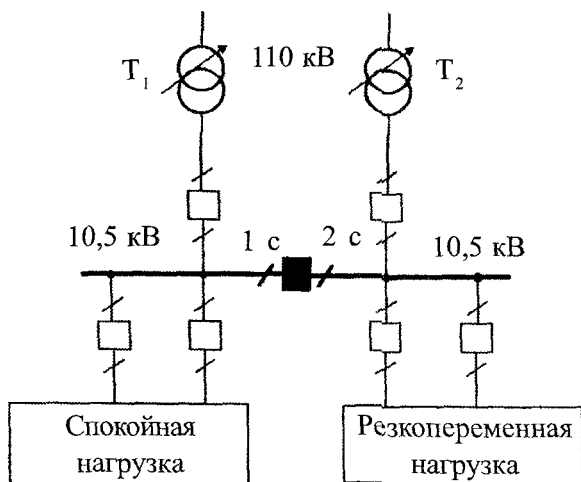 T1 110 кВ T2
10,5 кВ 1 с 2 с 10,5 кВ
Спокойная
нагрузка
Резкопеременная
нагрузка